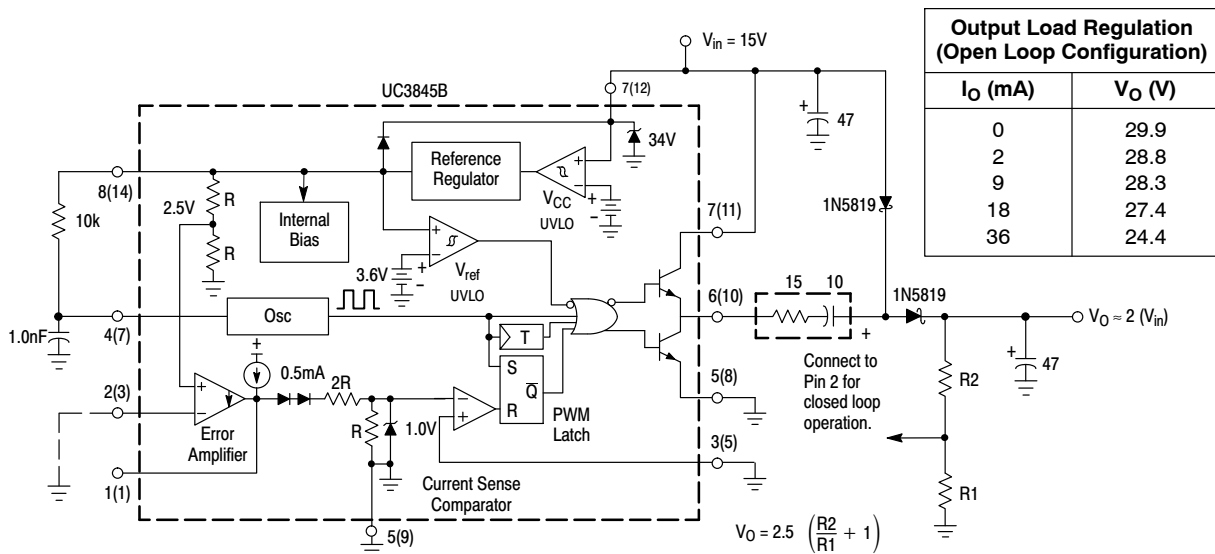 Output Load Regulation
(Open Loop Configuration)
I_O (mA) V_O (V)
0 29.9
2 28.8
9 28.3
18 27.4
36 24.4
V_in = 15V
UC3845B
7(12)
34V
+
47
Reference
Regulator
+
−
V_CC
UVLO
+
−
8(14)
R
2.5V
R
Internal
Bias
10k
+
−
V_ref
UVLO
3.6V
+
−
7(11)
1N5819
Osc
4(7)
1.0nF
T
6(10)
15 10
+
1N5819
V_O ≈ 2 (V_in)
+
47
Connect to
Pin 2 for
closed loop
operation.
R2
R1
+
0.5mA
2(3)
+
−
Error
Amplifier
2R
R
1.0V
−
+
S
R
Q̅
PWM
Latch
5(8)
3(5)
1(1)
Current Sense
Comparator
5(9)
V_O = 2.5 (R2/R1 + 1)